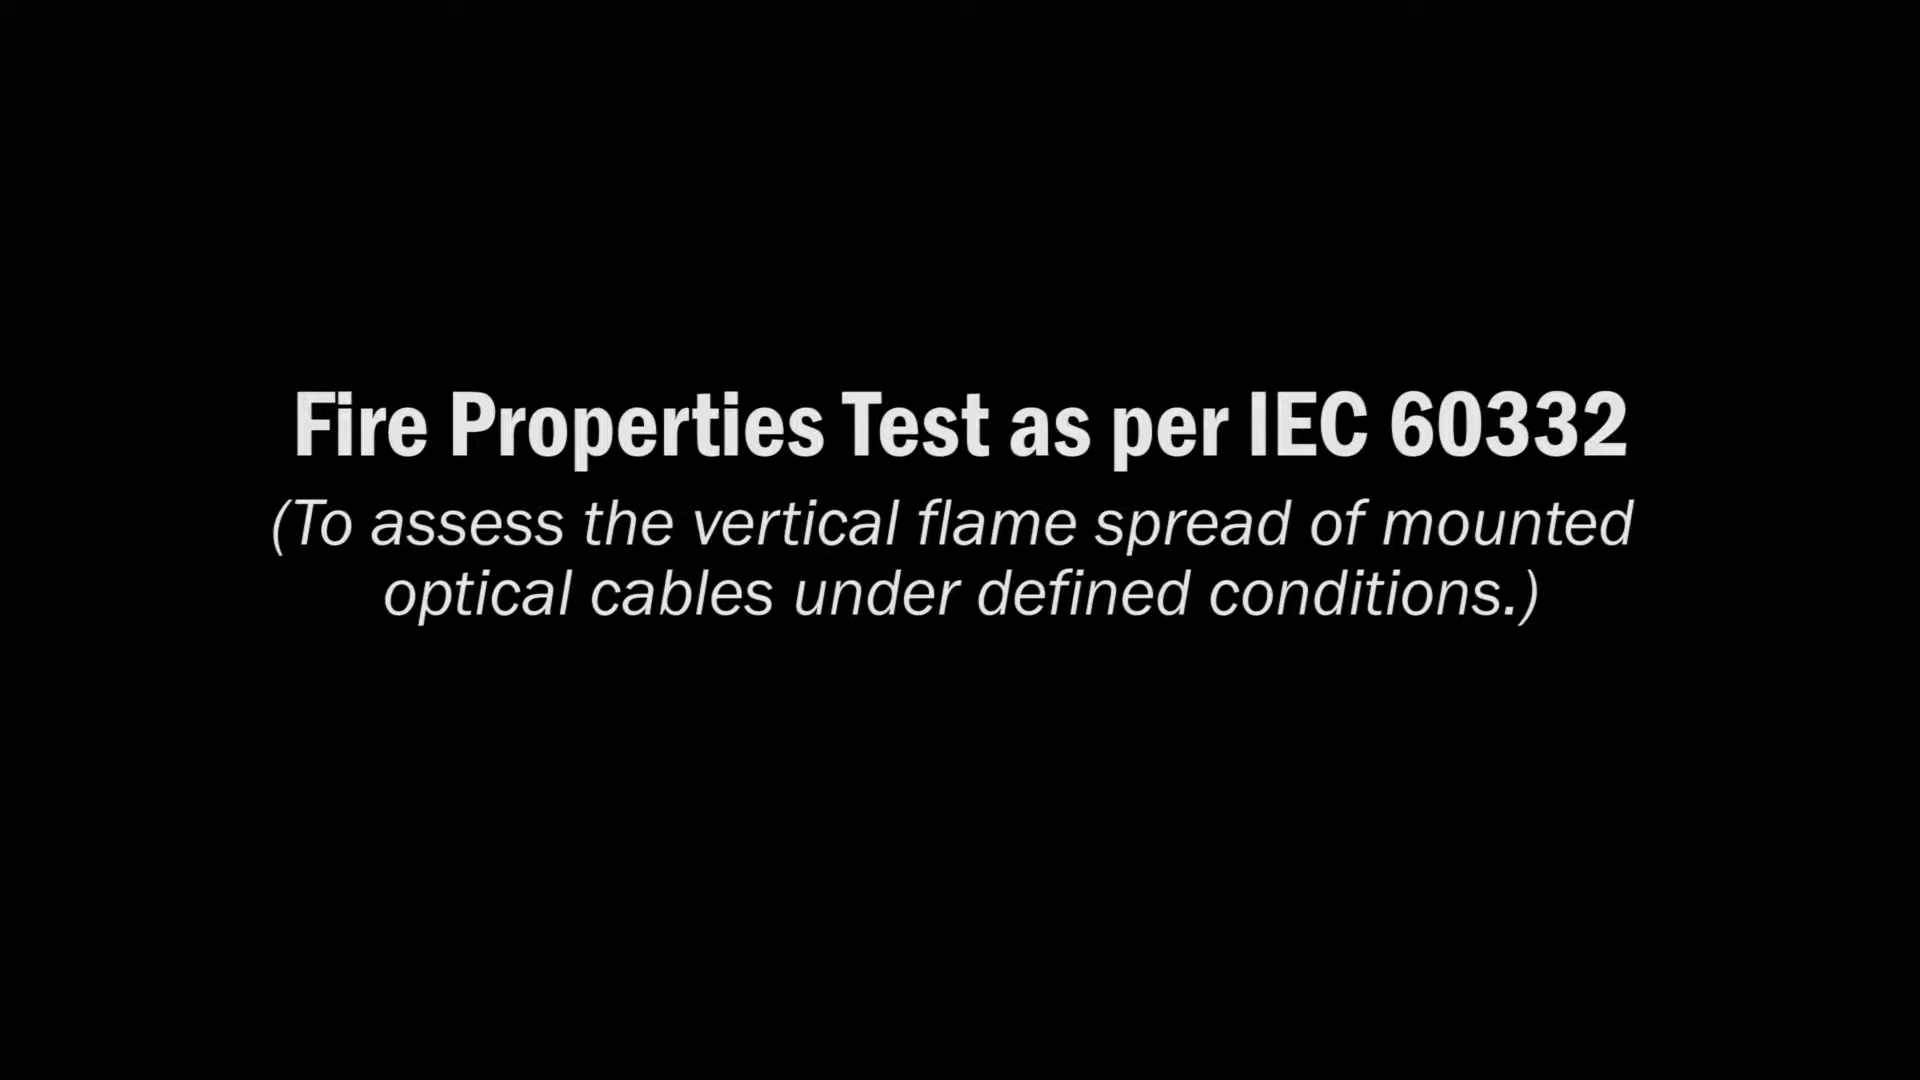 Fire Properties Test as per IEC 60332
(To assess the vertical flame spread of mounted
optical cables under defined conditions.)